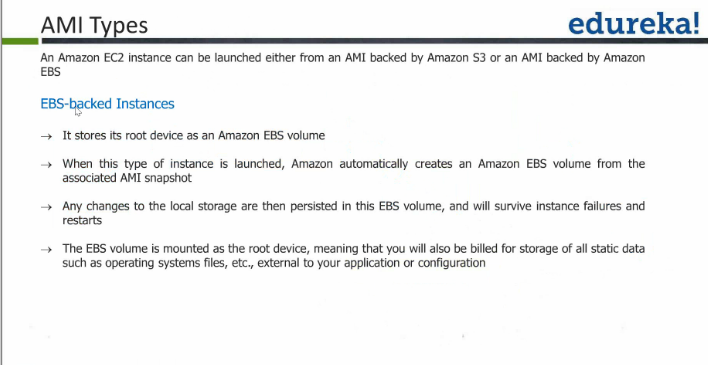 AMI Types
edureka!
An Amazon EC2 instance can be launched either from an AMI backed by Amazon S3 or an AMI backed by Amazon
EBS
EBS-backed Instances
→ It stores its root device as an Amazon EBS volume
→ When this type of instance is launched, Amazon automatically creates an Amazon EBS volume from the
associated AMI snapshot
→ Any changes to the local storage are then persisted in this EBS volume, and will survive instance failures and
restarts
→ The EBS volume is mounted as the root device, meaning that you will also be billed for storage of all static data
such as operating systems files, etc., external to your application or configuration